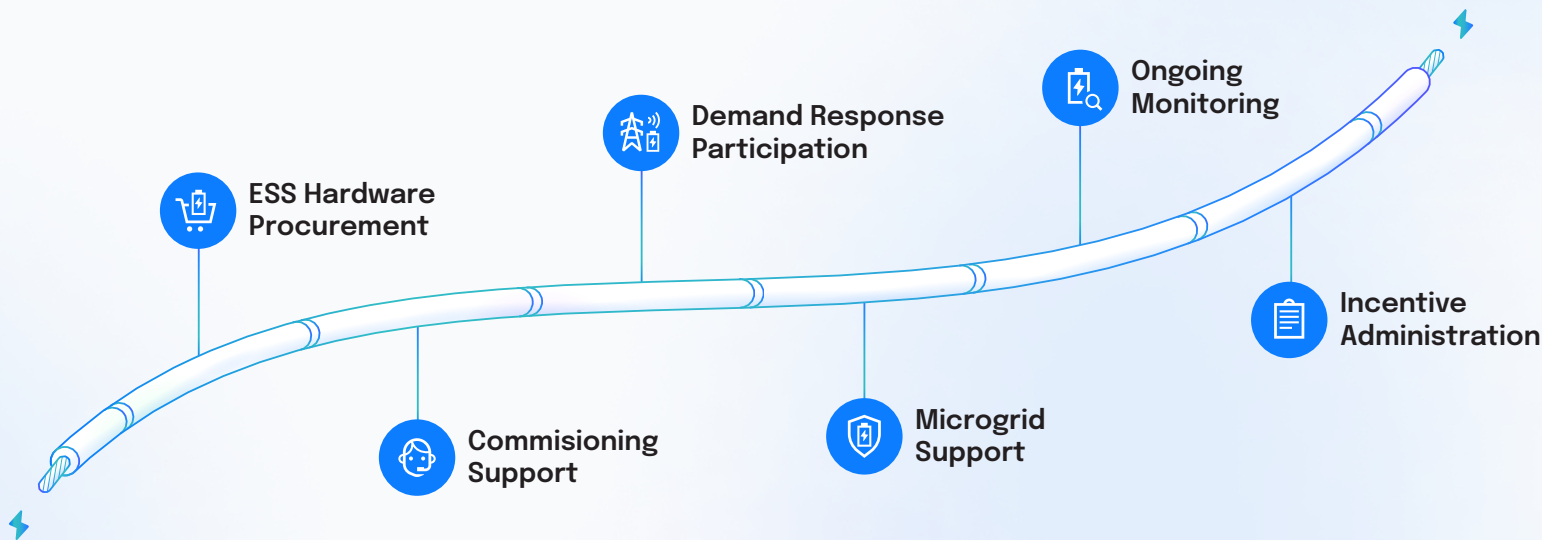 ESS Hardware
Procurement
Commisioning
Support
Demand Response
Participation
Microgrid
Support
Ongoing
Monitoring
Incentive
Administration